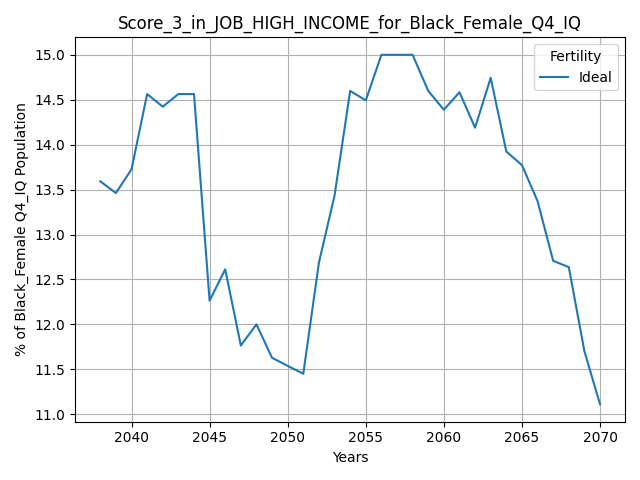 Score_3_in_JOB_HIGH_INCOME_for_Black_Female_Q4_IQ
Fertility
Ideal
% of Black_Female Q4_IQ Population
15.0
14.5
14.0
13.5
13.0
12.5
12.0
11.5
11.0
2040 2045 2050 2055 2060 2065 2070
Years